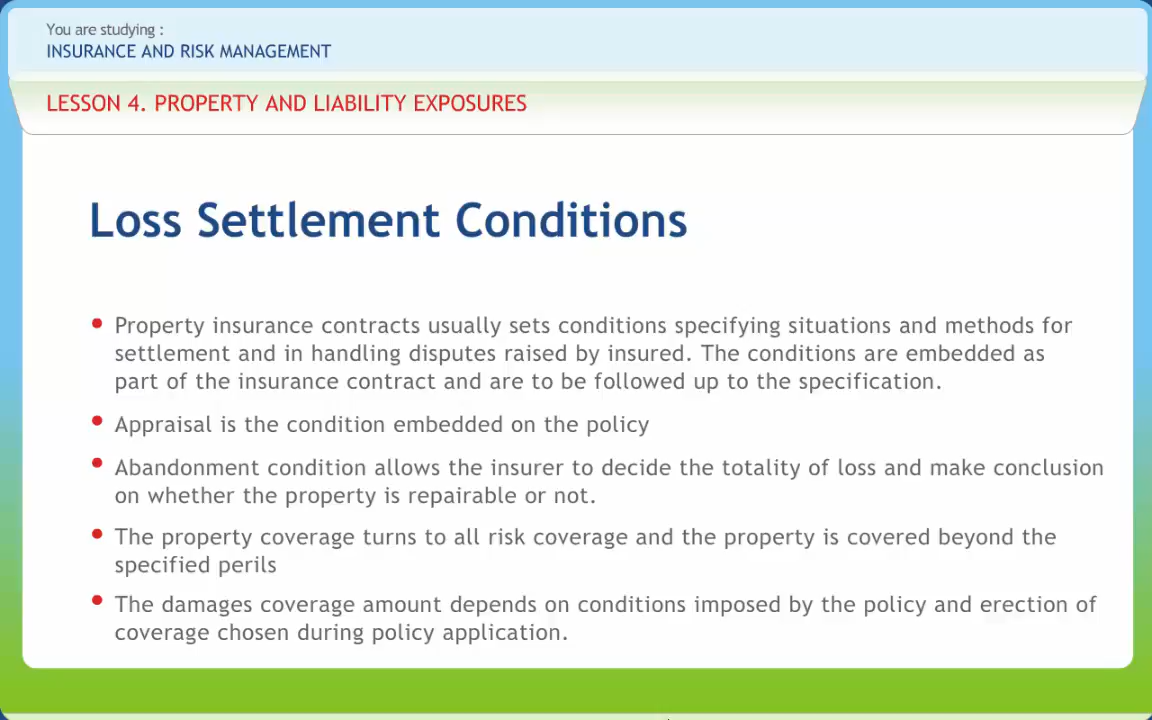 You are studying :
INSURANCE AND RISK MANAGEMENT
LESSON 4. PROPERTY AND LIABILITY EXPOSURES
Loss Settlement Conditions
• Property insurance contracts usually sets conditions specifying situations and methods for
settlement and in handling disputes raised by insured. The conditions are embedded as
part of the insurance contract and are to be followed up to the specification.
• Appraisal is the condition embedded on the policy
• Abandonment condition allows the insurer to decide the totality of loss and make conclusion
on whether the property is repairable or not.
• The property coverage turns to all risk coverage and the property is covered beyond the
specified perils
• The damages coverage amount depends on conditions imposed by the policy and erection of
coverage chosen during policy application.